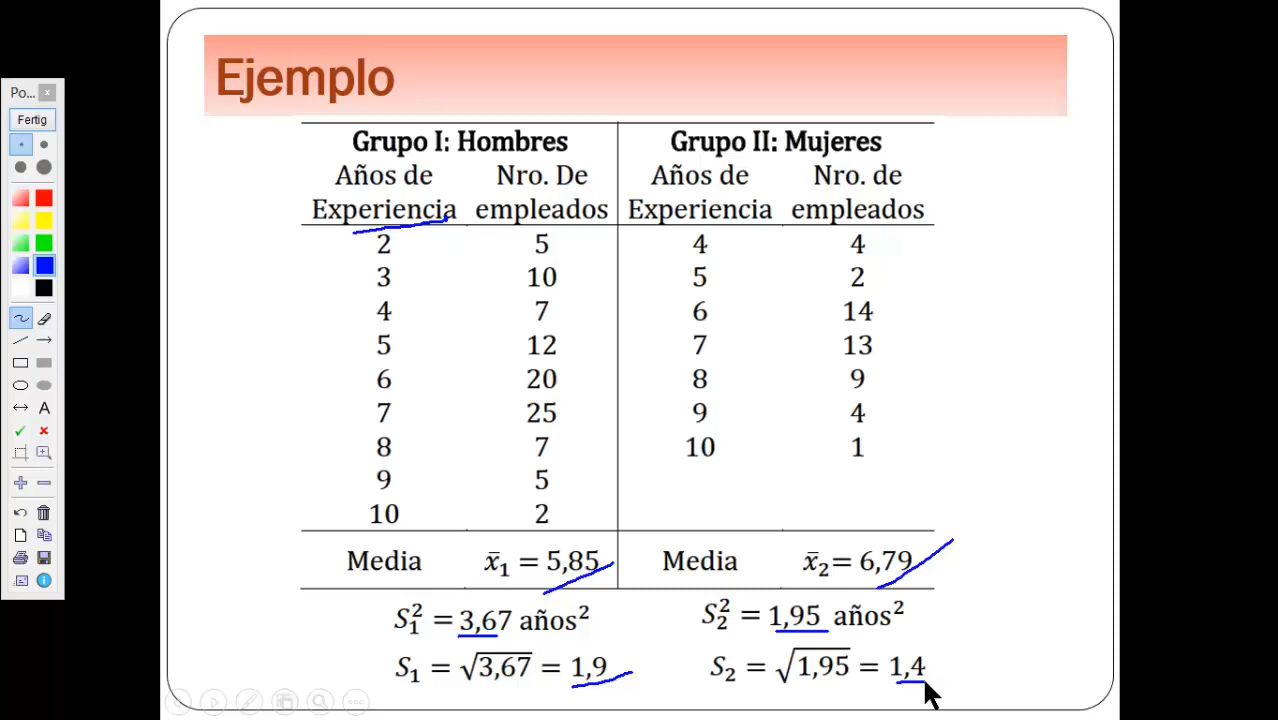 Po...
Fertig
A
Ejemplo
Grupo I: Hombres Grupo II: Mujeres
Años de Nro. De Años de Nro. de
Experiencia empleados Experiencia empleados
2 5 4 4
3 10 5 2
4 7 6 14
5 12 7 13
6 20 8 9
7 25 9 4
8 7 10 1
9 5
10 2
Media x̄₁ = 5,85 Media x̄₂= 6,79
S₁² = 3,67 años² S₂² = 1,95 años²
S₁ = √3,67 = 1,9 S₂ = √1,95 = 1,4